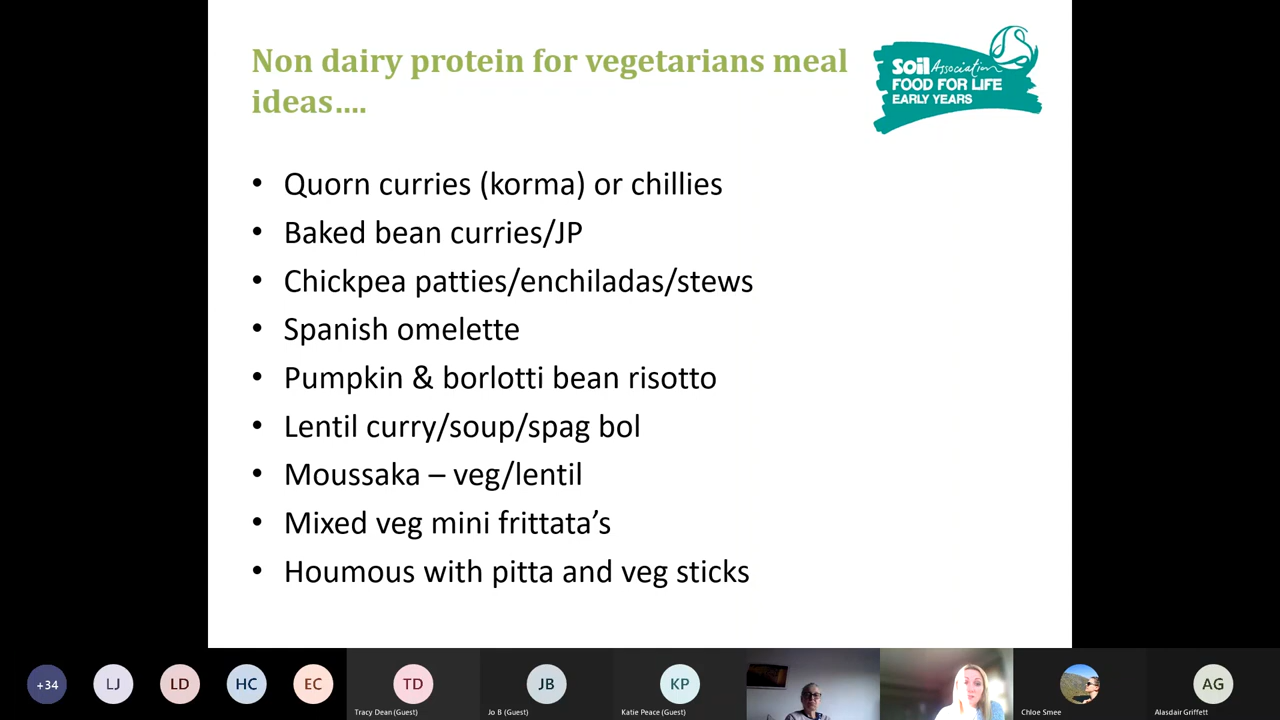 Non dairy protein for vegetarians meal
ideas....
Soil Association
FOOD FOR LIFE
EARLY YEARS
• Quorn curries (korma) or chillies
• Baked bean curries/JP
• Chickpea patties/enchiladas/stews
• Spanish omelette
• Pumpkin & borlotti bean risotto
• Lentil curry/soup/spag bol
• Moussaka – veg/lentil
• Mixed veg mini frittata’s
• Houmous with pitta and veg sticks
+34
LJ
LD
HC
EC
TD
JB
KP
AG
Tracy Dean (Guest)
Jo B (Guest)
Katie Peace (Guest)
Chloe Smee
Alasdair Griffett